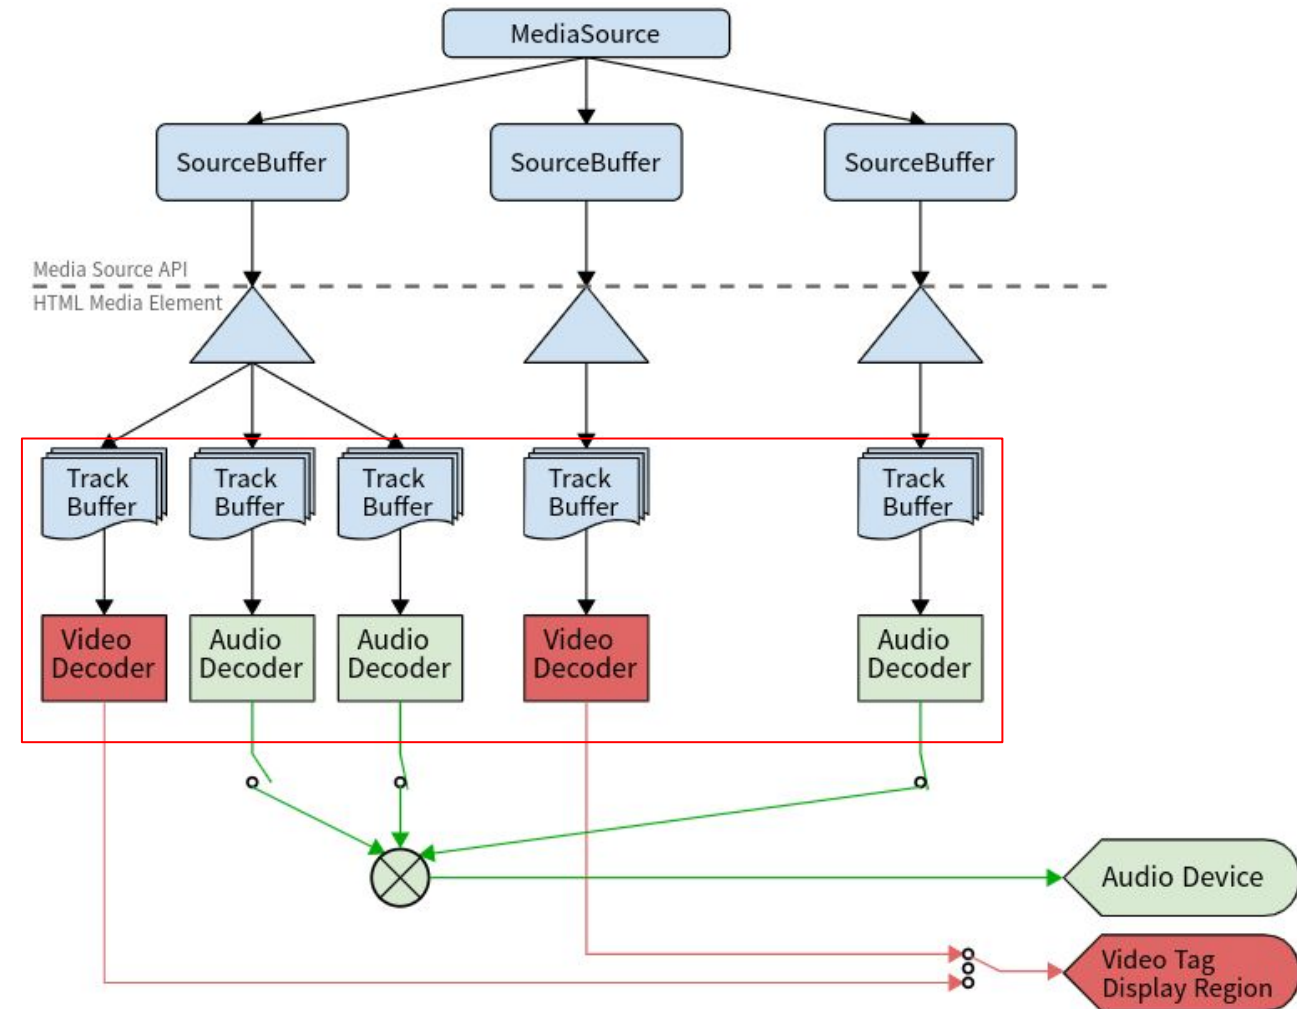 MediaSource
SourceBuffer
SourceBuffer
SourceBuffer
Media Source API
HTML Media Element
Track
Buffer
Track
Buffer
Track
Buffer
Track
Buffer
Track
Buffer
Video
Decoder
Audio
Decoder
Audio
Decoder
Video
Decoder
Audio
Decoder
Audio Device
Video Tag
Display Region